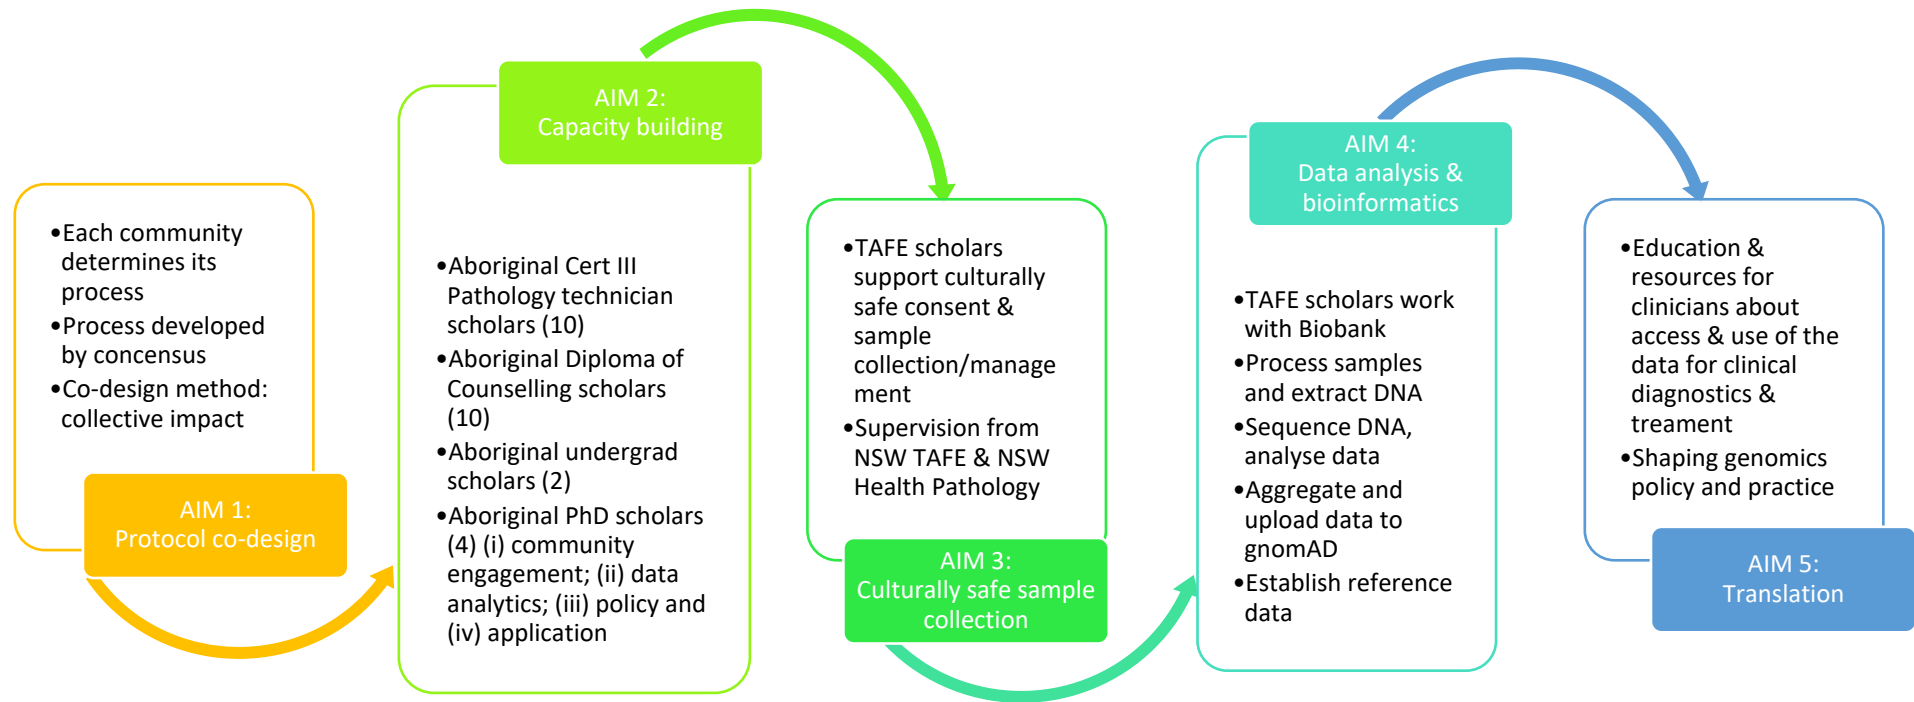 •Each community
determines its
process
•Process developed
by concensus
•Co-design method:
collective impact
AIM 1:
Protocol co-design
AIM 2:
Capacity building
•Aboriginal Cert III
Pathology technician
scholars (10)
•Aboriginal Diploma of
Counselling scholars
(10)
•Aboriginal undergrad
scholars (2)
•Aboriginal PhD scholars
(4) (i) community
engagement; (ii) data
analytics; (iii) policy and
(iv) application
•TAFE scholars
support culturally
safe consent &
sample
collection/manage
ment
•Supervision from
NSW TAFE & NSW
Health Pathology
AIM 3:
Culturally safe sample
collection
AIM 4:
Data analysis &
bioinformatics
•TAFE scholars work
with Biobank
•Process samples
and extract DNA
•Sequence DNA,
analyse data
•Aggregate and
upload data to
gnomAD
•Establish reference
data
•Education &
resources for
clinicians about
access & use of the
data for clinical
diagnostics &
treament
•Shaping genomics
policy and practice
AIM 5:
Translation